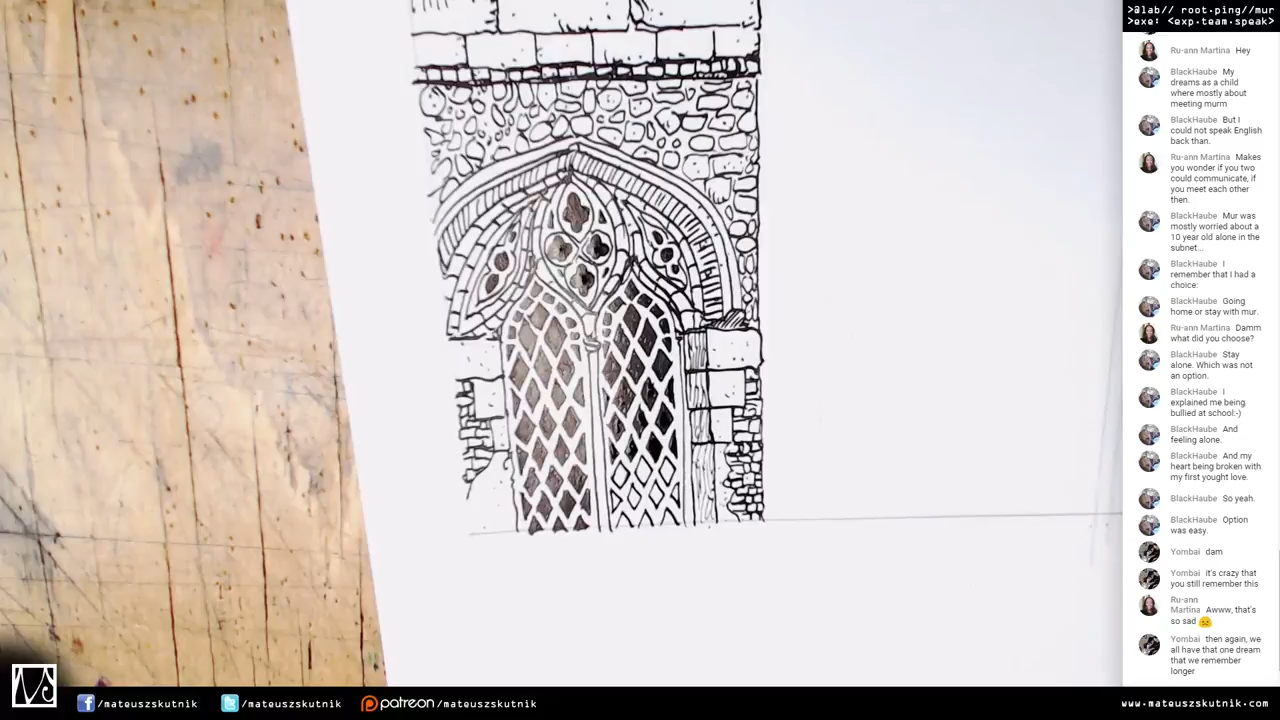 >@lab// root.ping//mur
>exe: <exp.team.speak>
Ru-ann Martina Hey
BlackHaube My
dreams as a child
where mostly about
meeting murm
BlackHaube But I
could not speak English
back than.
Ru-ann Martina Makes
you wonder if you two
could communicate, if
you meet each other
then.
BlackHaube Mur was
mostly worried about a
10 year old alone in the
subnet...
BlackHaube I
remember that I had a
choice:
BlackHaube Going
home or stay with mur.
Ru-ann Martina Damm
what did you choose?
BlackHaube Stay
alone. Which was not
an option.
BlackHaube I
explained me being
bullied at school:-)
BlackHaube And
feeling alone.
BlackHaube And my
heart being broken with
my first yought love.
BlackHaube So yeah.
BlackHaube Option
was easy.
Yombai dam
Yombai it's crazy that
you still remember this
Ru-ann
Martina Awww, that's
so sad
Yombai then again, we
all have that one dream
that we remember
longer
/mateuszskutnik
/mateuszskutnik
patreon/mateuszskutnik
www.mateuszskutnik.com